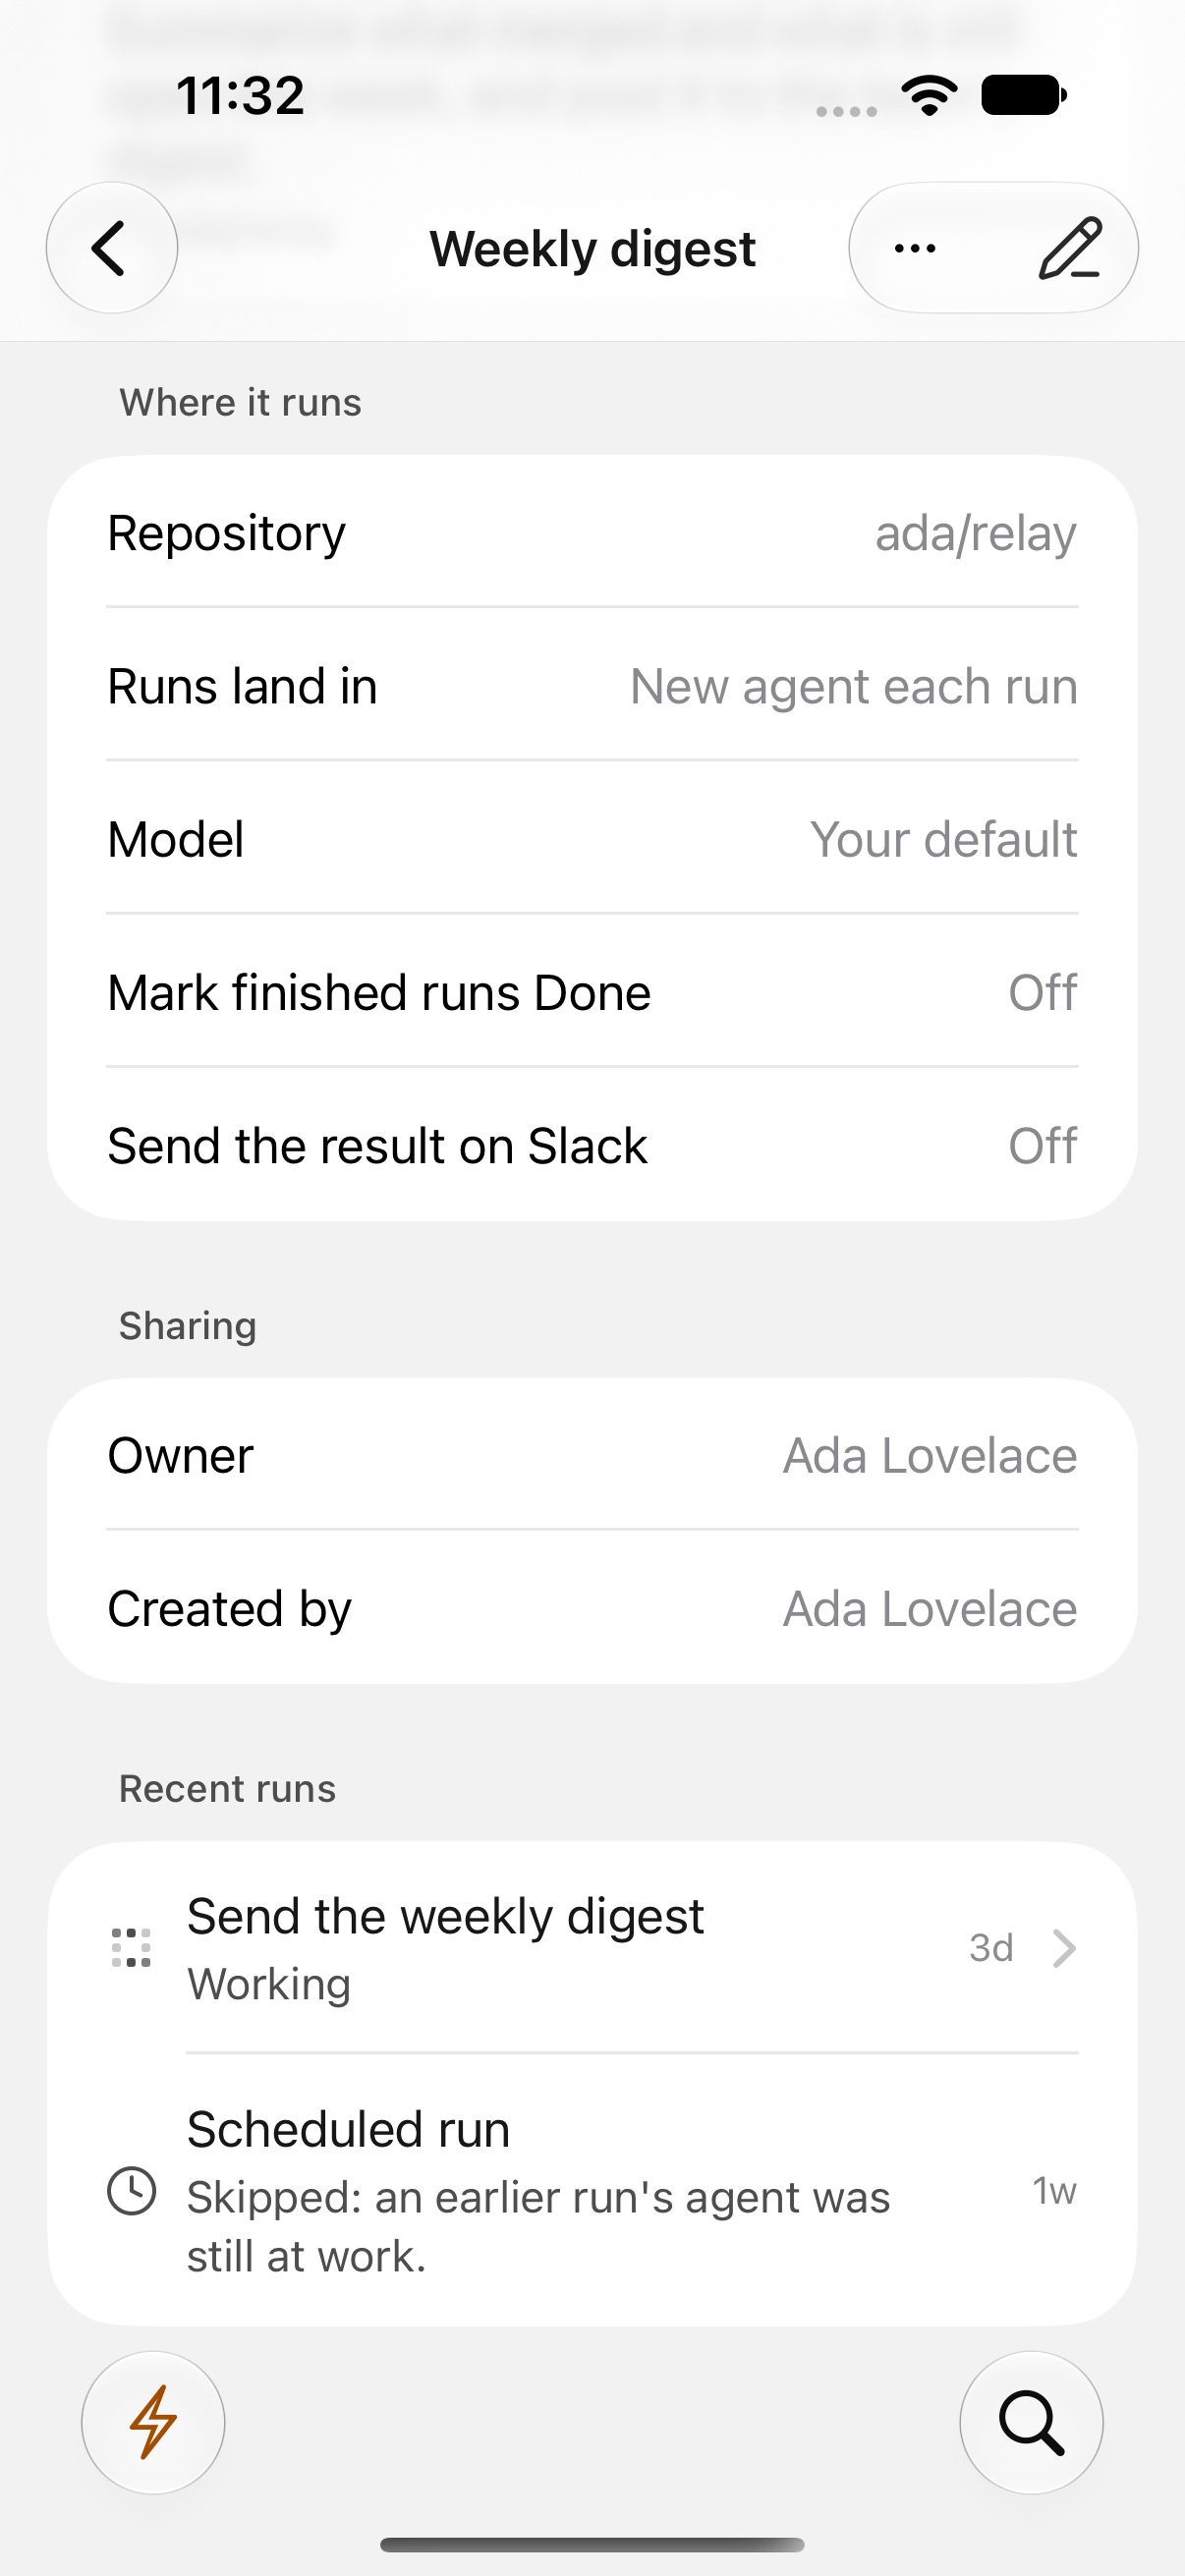 11:32
Weekly digest
Where it runs
Repository ada/relay
Runs land in New agent each run
Model Your default
Mark finished runs Done Off
Send the result on Slack Off
Sharing
Owner Ada Lovelace
Created by Ada Lovelace
Recent runs
Send the weekly digest
Working
3d
Scheduled run
Skipped: an earlier run's agent was
still at work.
1w